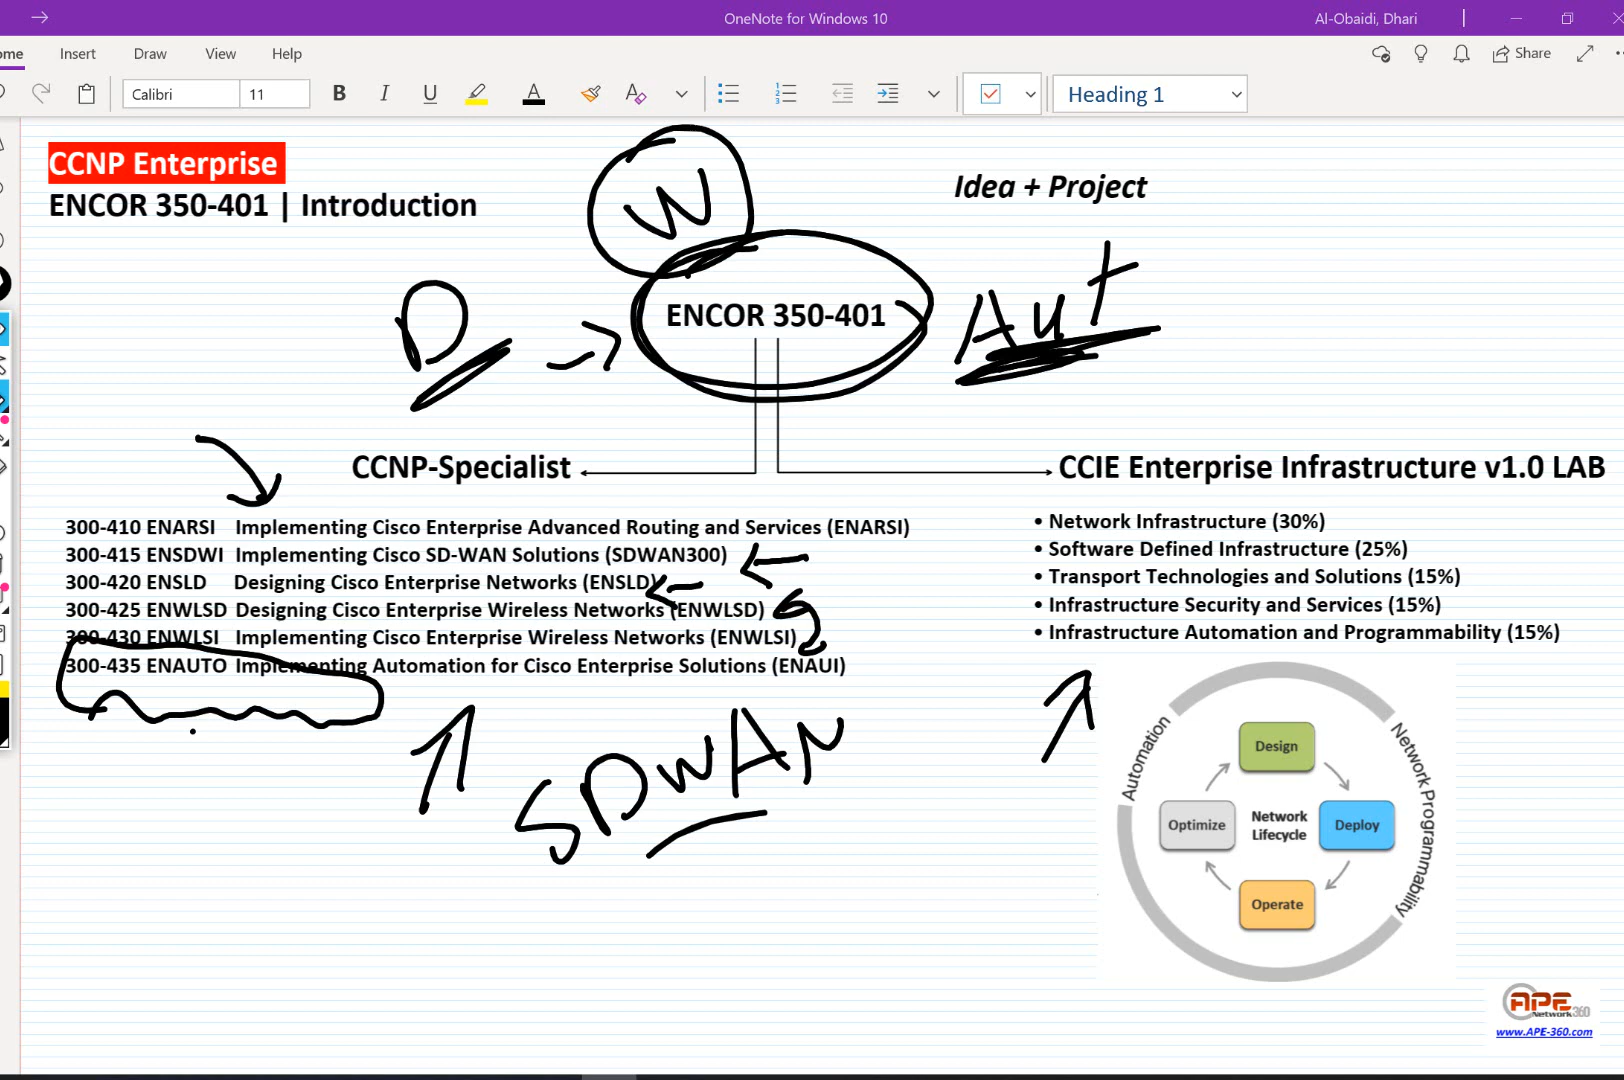 OneNote for Windows 10
Al-Obaidi, Dhari
ome
Insert
Draw
View
Help
Share
Calibri
11
B
I
U
A
A
Heading 1
CCNP Enterprise
ENCOR 350-401 | Introduction
W
Idea + Project
D
ENCOR 350-401
Aut
CCNP-Specialist
CCIE Enterprise Infrastructure v1.0 LAB
300-410 ENARSI Implementing Cisco Enterprise Advanced Routing and Services (ENARSI)
300-415 ENSDWI Implementing Cisco SD-WAN Solutions (SDWAN300)
300-420 ENSLD Designing Cisco Enterprise Networks (ENSLD)
300-425 ENWLSD Designing Cisco Enterprise Wireless Networks (ENWLSD)
300-430 ENWLSI Implementing Cisco Enterprise Wireless Networks (ENWLSI)
300-435 ENAUTO Implementing Automation for Cisco Enterprise Solutions (ENAUI)
• Network Infrastructure (30%)
• Software Defined Infrastructure (25%)
• Transport Technologies and Solutions (15%)
• Infrastructure Security and Services (15%)
• Infrastructure Automation and Programmability (15%)
SDWAN
Automation
Network Programmability
Design
Optimize
Network
Lifecycle
Deploy
Operate
APE
Network360
www.APE-360.com